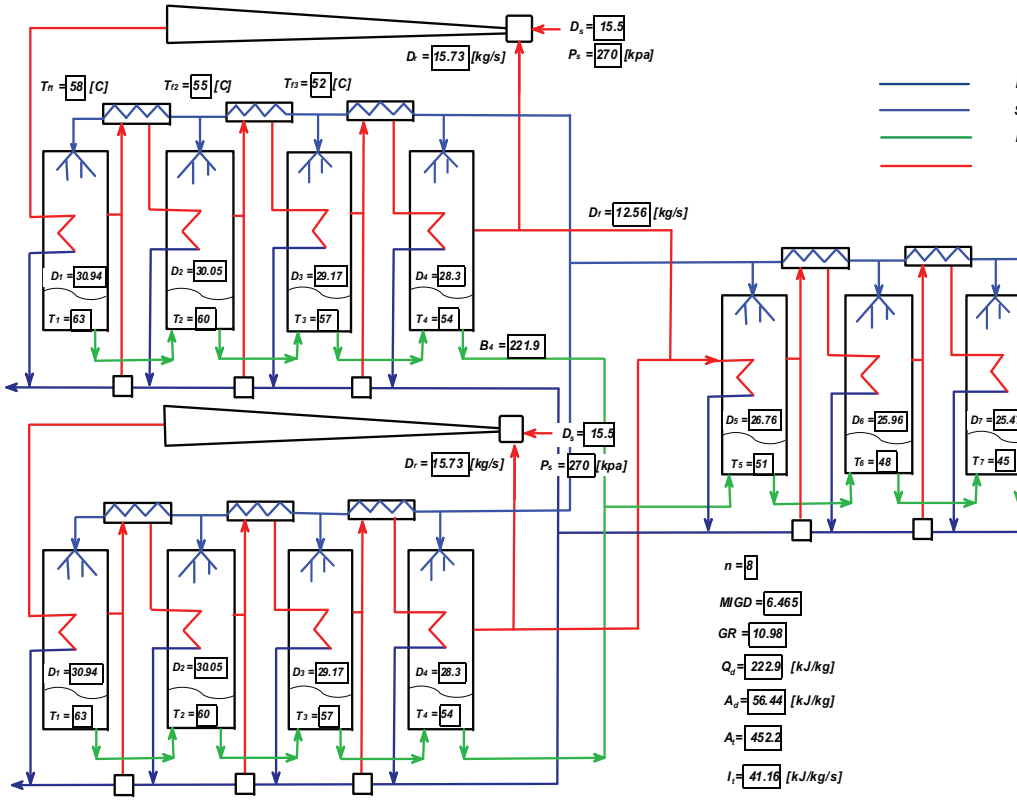 Ds = 15.5
Dr = 15.73 [kg/s]
Ps = 270 [kpa]
Tf1 = 58 [C]
Tf2 = 55 [C]
Tf3 = 52 [C]
Df = 12.56 [kg/s]
D1 = 30.94
D2 = 30.05
D3 = 29.17
D4 = 28.3
T1 = 63
T2 = 60
T3 = 57
T4 = 54
B4 = 221.9
D5 = 26.76
D6 = 25.96
D7 = 25.47
T5 = 51
T6 = 48
T7 = 45
Ds = 15.5
Dr = 15.73 [kg/s]
Ps = 270 [kpa]
D1 = 30.94
D2 = 30.05
D3 = 29.17
D4 = 28.3
T1 = 63
T2 = 60
T3 = 57
T4 = 54
n = 8
MIGD = 6.465
GR = 10.98
Qd = 222.9 [kJ/kg]
Ad = 56.44 [kJ/kg]
At = 452.2
It = 41.16 [kJ/kg/s]